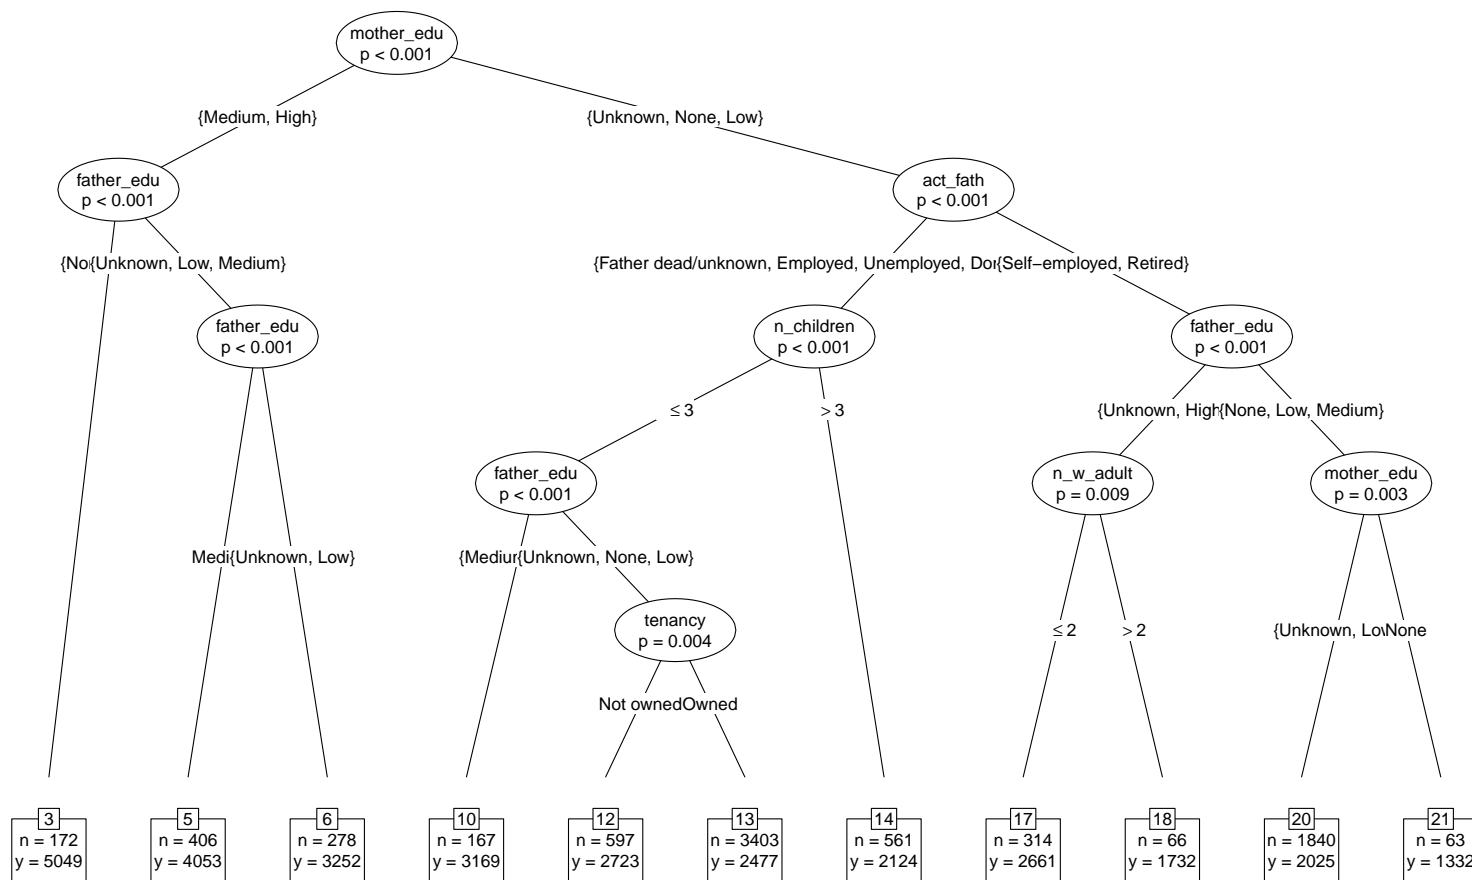 mother_edu
p < 0.001
{Medium, High}
{Unknown, None, Low}
father_edu
p < 0.001
act_fath
p < 0.001
{Unknown, Low, Medium}
{Father dead/unknown, Employed, Unemployed,
{Self−employed, Retired}
father_edu
p < 0.001
n_children
p < 0.001
father_edu
p < 0.001
≤ 3
> 3
{Unknown, High
{None, Low, Medium}
father_edu
p < 0.001
n_w_adult
p = 0.009
mother_edu
p = 0.003
{Unknown, Low}
{Unknown, None, Low}
tenancy
p = 0.004
≤ 2
> 2
{Unknown,
None
Not owned
Owned
3
n = 172
y = 5049
5
n = 406
y = 4053
6
n = 278
y = 3252
10
n = 167
y = 3169
12
n = 597
y = 2723
13
n = 3403
y = 2477
14
n = 561
y = 2124
17
n = 314
y = 2661
18
n = 66
y = 1732
20
n = 1840
y = 2025
21
n = 63
y = 1332